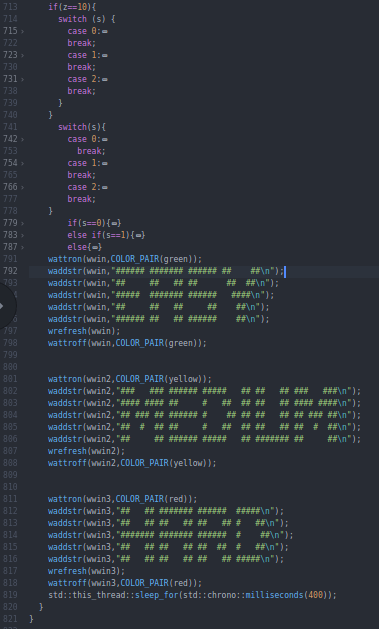 713 if(z==10){
714 switch (s) {
715 case 0:
722 break;
723 case 1:
730 break;
731 case 2:
738 break;
739 }
740 }
741 switch(s){
742 case 0:
753 break;
754 case 1:
765 break;
766 case 2:
777 break;
778 }
779 if(s==0){}
783 else if(s==1){}
787 else{}
791 wattron(wwin,COLOR_PAIR(green));
792 waddstr(wwin,"###### ####### ###### ##    ##\n");
793 waddstr(wwin,"##     ##   ## ##      ##  ##\n");
waddstr(wwin,"#####  ####### ######   ####\n");
waddstr(wwin,"##     ##   ##     ##    ##\n");
waddstr(wwin,"###### ##   ## ######    ##\n");
797 wrefresh(wwin);
798 wattroff(wwin,COLOR_PAIR(green));
799
800
801 wattron(wwin2,COLOR_PAIR(yellow));
802 waddstr(wwin2,"###   ### ###### #####   ## ##   ## ###   ###\n");
803 waddstr(wwin2,"#### #### ##     #   ##  ## ##   ## #### ####\n");
804 waddstr(wwin2,"## ### ## ###### #    ## ## ##   ## ## ### ##\n");
805 waddstr(wwin2,"##  #  ## ##     #   ##  ## ##   ## ##  #  ##\n");
806 waddstr(wwin2,"##     ## ###### #####   ## ####### ##     ##\n");
807 wrefresh(wwin2);
808 wattroff(wwin2,COLOR_PAIR(yellow));
809
810
811 wattron(wwin3,COLOR_PAIR(red));
812 waddstr(wwin3,"##   ## ####### ######  #####\n");
813 waddstr(wwin3,"##   ## ##   ## ##   ## #   ##\n");
814 waddstr(wwin3,"####### ####### ######  #    ##\n");
815 waddstr(wwin3,"##   ## ##   ## ##  ##  #   ##\n");
816 waddstr(wwin3,"##   ## ##   ## ##   ## #####\n");
817 wrefresh(wwin3);
818 wattroff(wwin3,COLOR_PAIR(red));
819 std::this_thread::sleep_for(std::chrono::milliseconds(400));
820 }
821 }